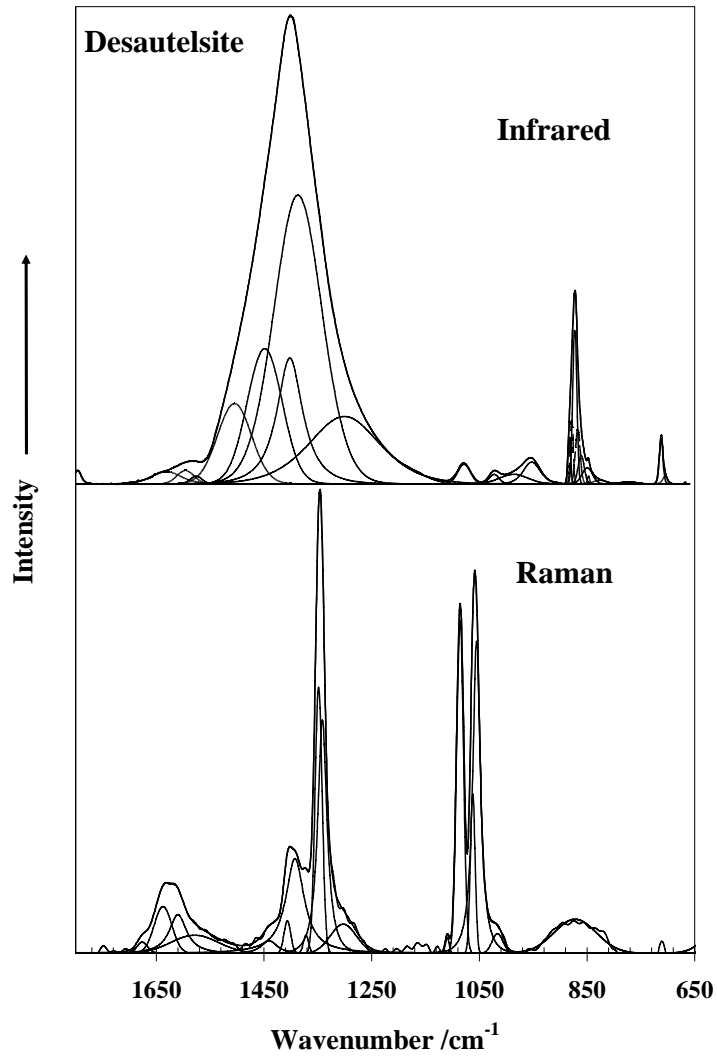 Desautelsite
Infrared
Intensity
Raman
1650 1450 1250 1050 850 650
Wavenumber /cm-1